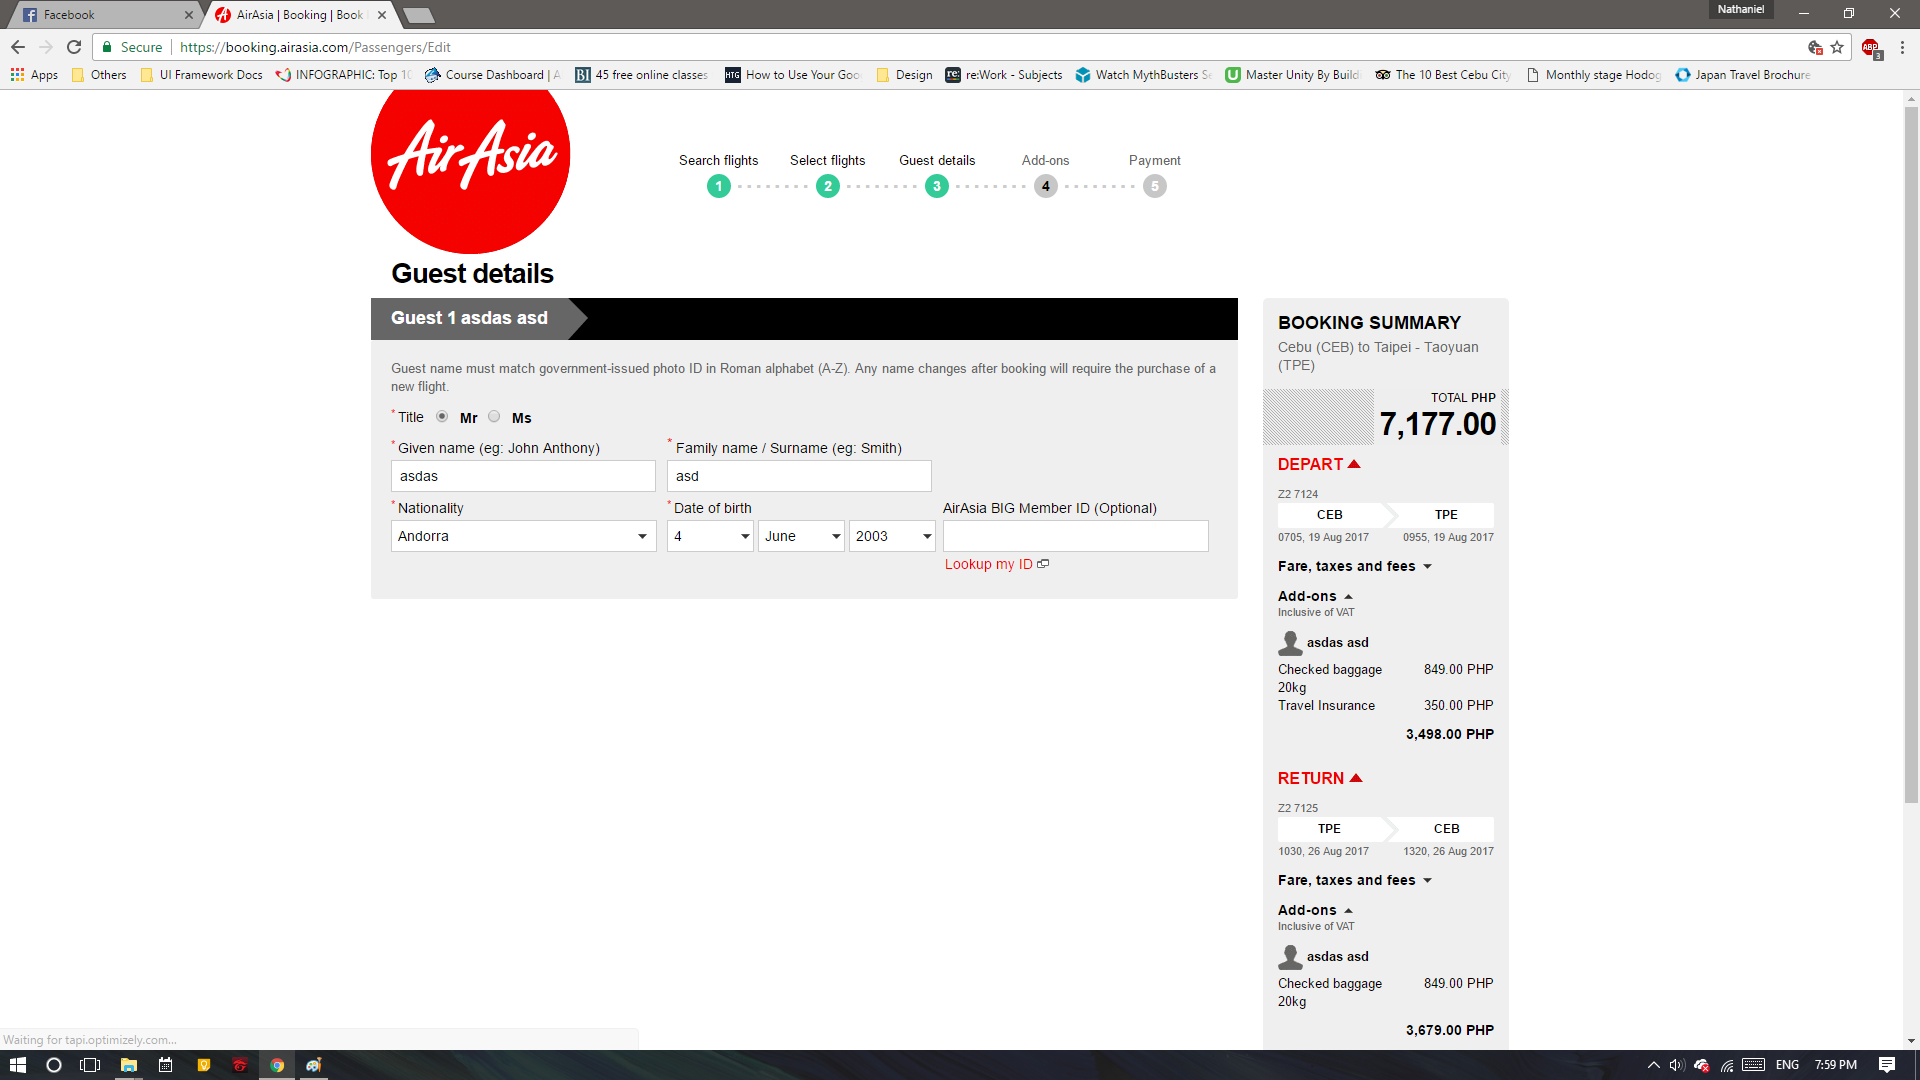 Facebook
AirAsia | Booking | Book
Nathaniel
Secure
https://booking.airasia.com/Passengers/Edit
ABP
3
Apps
Others
UI Framework Docs
INFOGRAPHIC: Top 10
Course Dashboard | A
BI
45 free online classes
HTG
How to Use Your Goo
Design
re:
re:Work - Subjects
Watch MythBusters Se
Master Unity By Buildi
The 10 Best Cebu City
Monthly stage Hodog
Japan Travel Brochure
AirAsia
Search flights
Select flights
Guest details
Add-ons
Payment
1
2
3
4
5
Guest details
Guest 1 asdas asd
Guest name must match government-issued photo ID in Roman alphabet (A-Z). Any name changes after booking will require the purchase of a
new flight.
* Title Mr Ms
* Given name (eg: John Anthony)
* Family name / Surname (eg: Smith)
asdas
asd
* Nationality
* Date of birth
AirAsia BIG Member ID (Optional)
Andorra
4
June
2003
Lookup my ID
BOOKING SUMMARY
Cebu (CEB) to Taipei - Taoyuan
(TPE)
TOTAL PHP
7,177.00
DEPART
Z2 7124
CEB
TPE
0705, 19 Aug 2017
0955, 19 Aug 2017
Fare, taxes and fees
Add-ons
Inclusive of VAT
asdas asd
Checked baggage 849.00 PHP
20kg
Travel Insurance 350.00 PHP
3,498.00 PHP
RETURN
Z2 7125
TPE
CEB
1030, 26 Aug 2017
1320, 26 Aug 2017
Fare, taxes and fees
Add-ons
Inclusive of VAT
asdas asd
Checked baggage 849.00 PHP
20kg
3,679.00 PHP
Waiting for tapi.optimizely.com...
ENG
7:59 PM